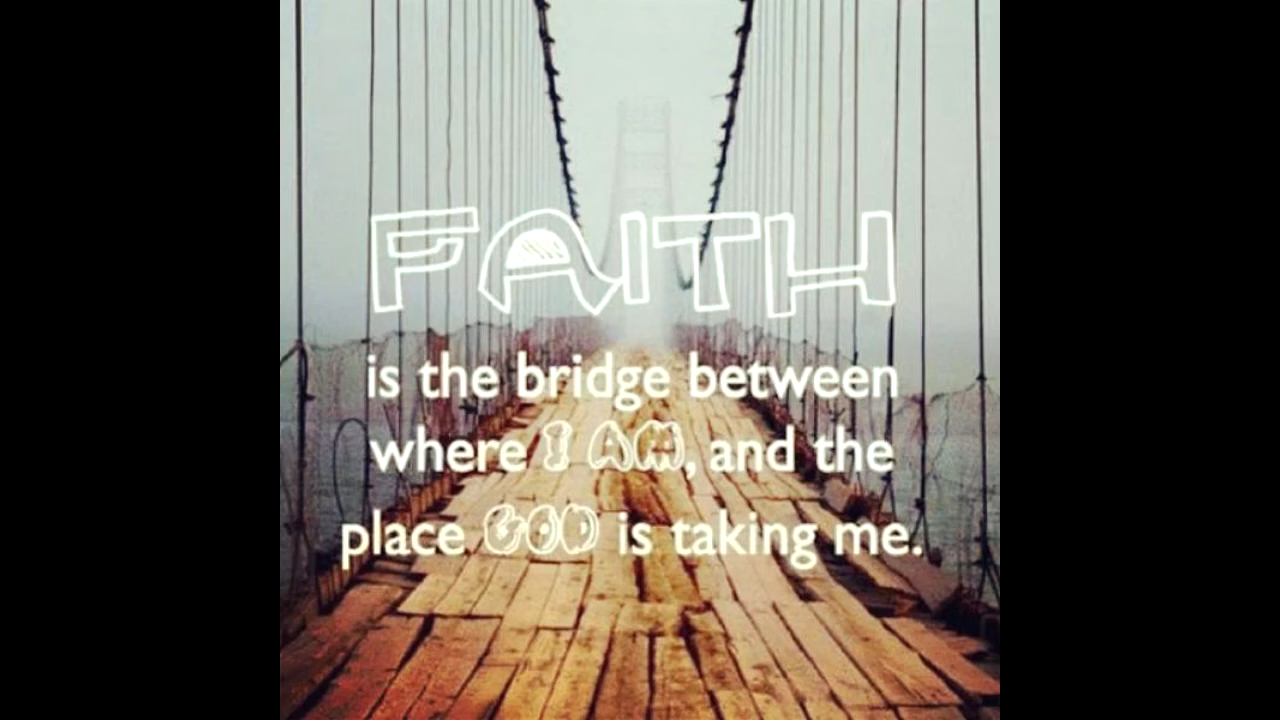 FAITH
is the bridge between
where I AM, and the
place GOD is taking me.